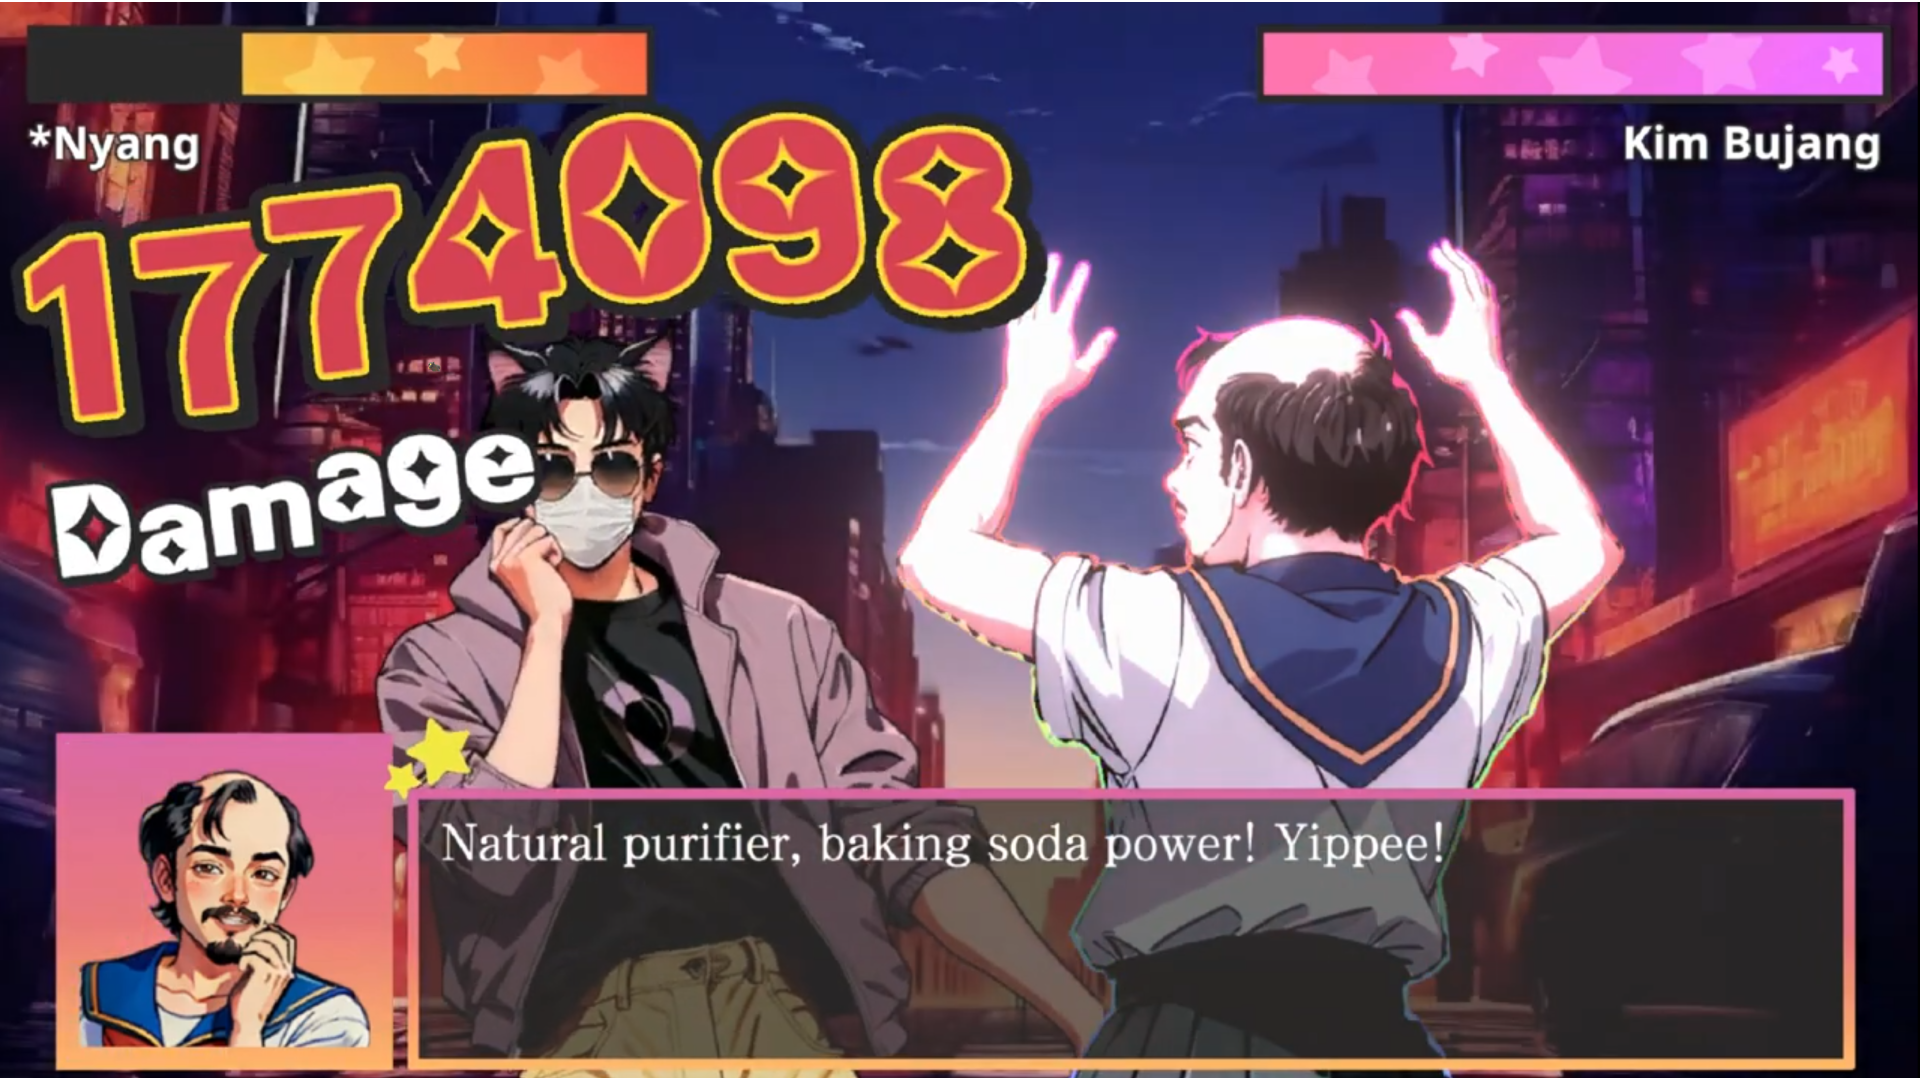 *Nyang
Kim Bujang
1774098
Damage
Natural purifier, baking soda power! Yippee!